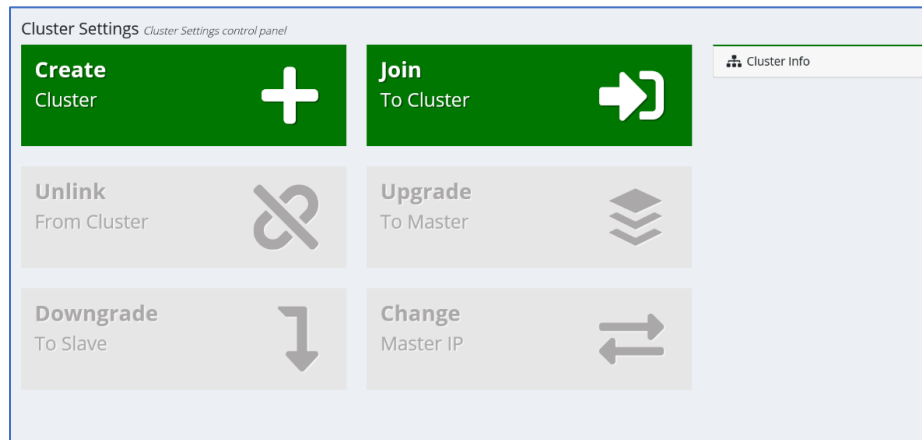 Cluster Settings Cluster Settings control panel
Create
Cluster
Join
To Cluster
Cluster Info
Unlink
From Cluster
Upgrade
To Master
Downgrade
To Slave
Change
Master IP